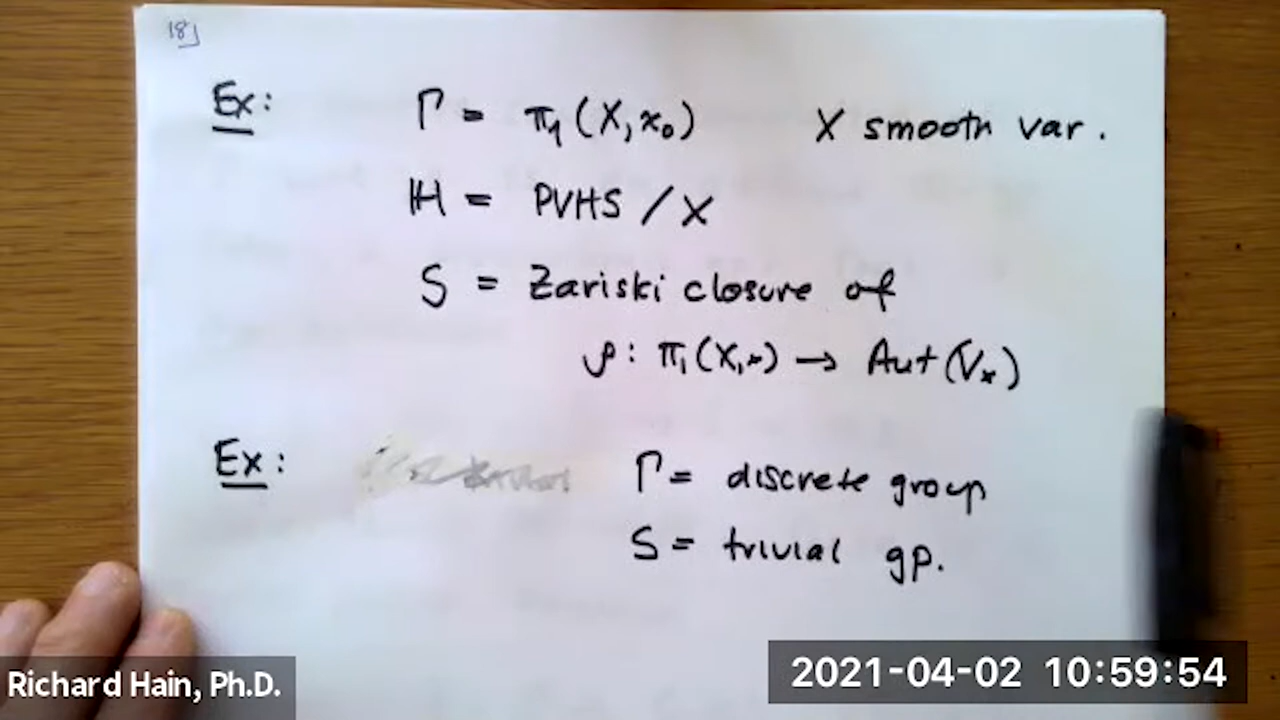 18
Ex: Γ = π₁(X, x₀) X smooth var.
ℍ = PVHS / X
S = Zariski closure of
ρ: π₁(X,x) → Aut(Vₓ)
Ex: Γ = discrete group
S = trivial gp.
Richard Hain, Ph.D.
2021-04-02 10:59:54